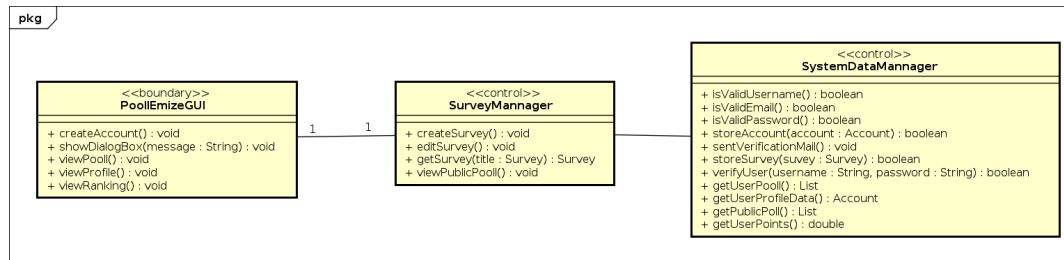 pkg
<<boundary>>
PoollEmizeGUI
+ createAccount() : void
+ showDialogBox(message : String) : void
+ viewPooll() : void
+ viewProfile() : void
+ viewRanking() : void
1
1
<<control>>
SurveyMannager
+ createSurvey() : void
+ editSurvey() : void
+ getSurvey(title : Survey) : Survey
+ viewPublicPooll() : void
<<control>>
SystemDataMannager
+ isValidUsername() : boolean
+ isValidEmail() : boolean
+ isValidPassword() : boolean
+ storeAccount(account : Account) : boolean
+ sentVerificationMail() : void
+ storeSurvey(suvey : Survey) : boolean
+ verifyUser(username : String, password : String) : boolean
+ getUserPooll() : List
+ getUserProfileData() : Account
+ getPublicPoll() : List
+ getUserPoints() : double